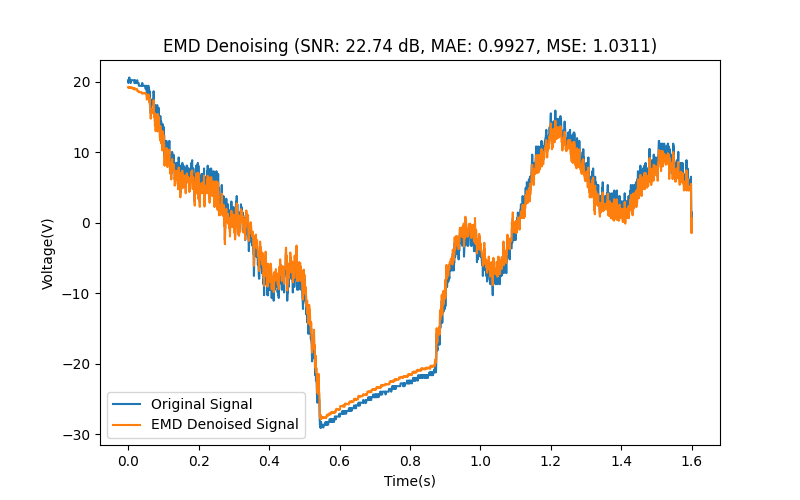 EMD Denoising (SNR: 22.74 dB, MAE: 0.9927, MSE: 1.0311)
20
10
0
−10
−20
−30
Voltage(V)
Original Signal
EMD Denoised Signal
0.0 0.2 0.4 0.6 0.8 1.0 1.2 1.4 1.6
Time(s)